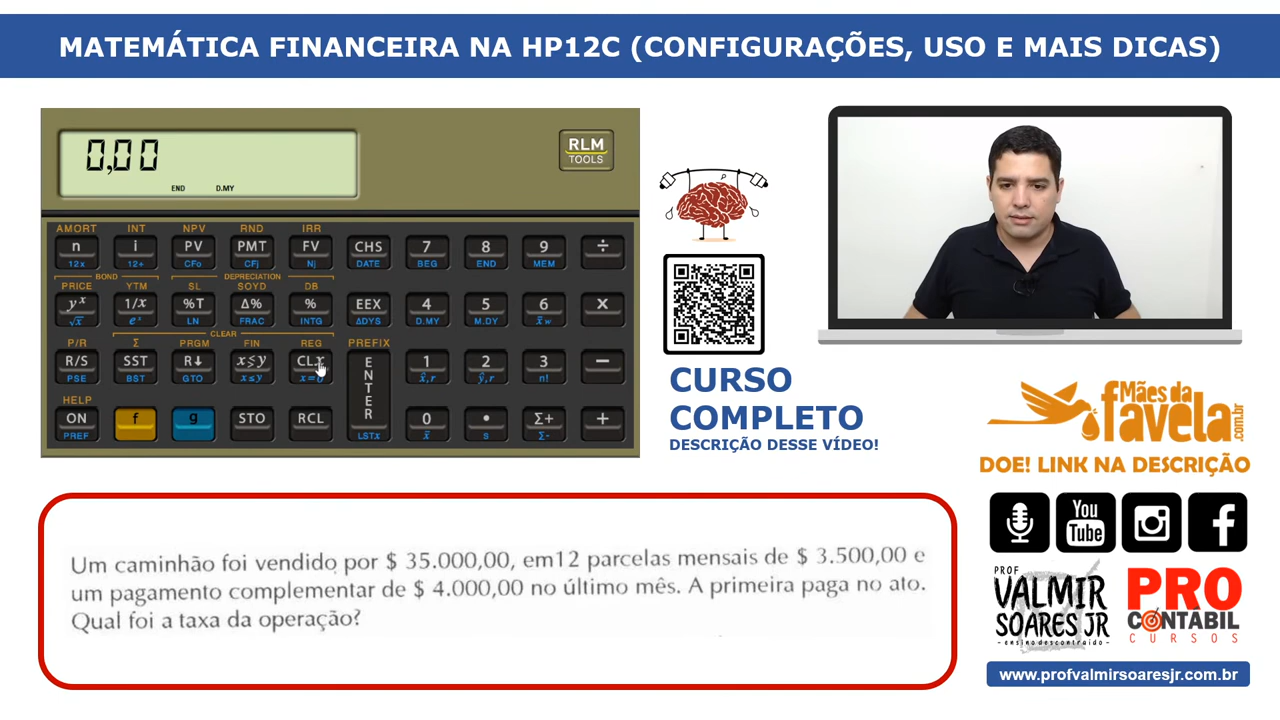 MATEMÁTICA FINANCEIRA NA HP12C (CONFIGURAÇÕES, USO E MAIS DICAS)
0,00
END D.MY
RLM
TOOLS
AMORT INT NPV RND IRR
n i PV PMT FV CHS 7 8 9 ÷
12x 12÷ CFo CFj Nj DATE BEG END MEM
BOND DEPRECIATION
PRICE YTM SL SOYD DB
yˣ 1/x %T Δ% % EEX 4 5 6 X
√x eˣ LN FRAC INTG ΔDYS D.MY M.DY x̄w
CLEAR
P/R Σ PRGM FIN REG PREFIX
R/S SST R↓ x≷y CLx ENTER 1 2 3 −
PSE BST GTO x≤y x=0 x̂,r ŷ,r n!
HELP
ON f g STO RCL 0 • Σ+ +
PREF LSTx x̄ s Σ-
CURSO
COMPLETO
DESCRIÇÃO DESSE VÍDEO!
Mães da
favela.com.br
DOE! LINK NA DESCRIÇÃO
You
Tube
f
Um caminhão foi vendido por $ 35.000,00, em12 parcelas mensais de $ 3.500,00 e
um pagamento complementar de $ 4.000,00 no último mês. A primeira paga no ato.
Qual foi a taxa da operação?
PROF
VALMIR
SOARES JR
-ensino descontraído-
PRO
CONTÁBIL
CURSOS
www.profvalmirsoaresjr.com.br